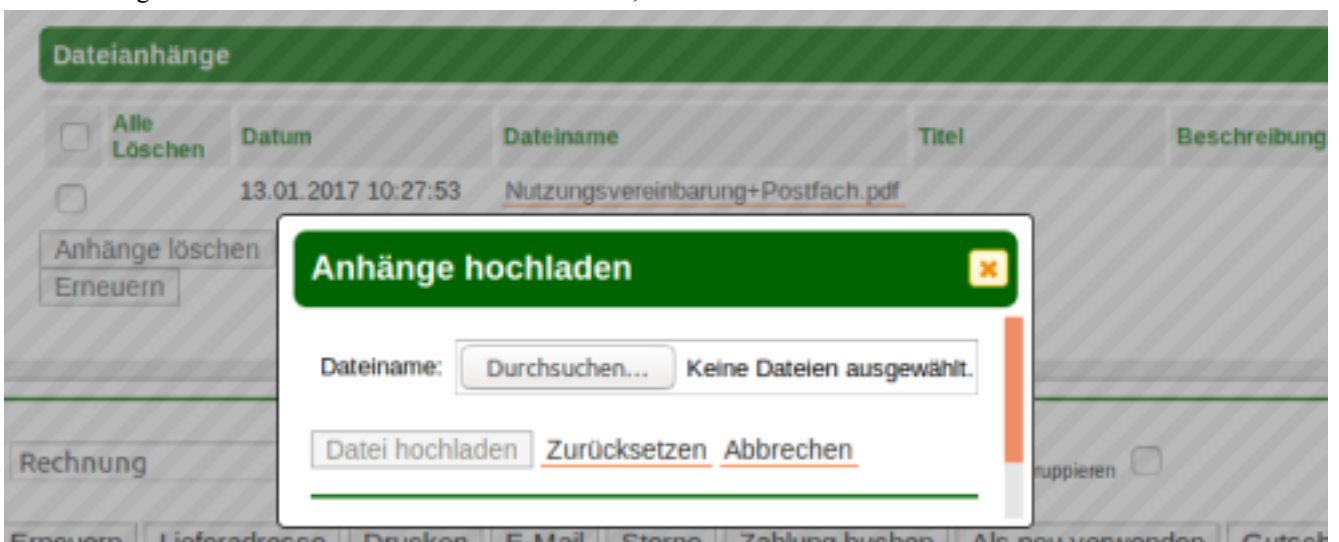 Dateianhänge
Alle Löschen Datum Dateiname Titel Beschreibung
13.01.2017 10:27:53 Nutzungsvereinbarung+Postfach.pdf
Anhänge löschen
Erneuern
Anhänge hochladen
Dateiname: Durchsuchen... Keine Dateien ausgewählt.
Datei hochladen Zurücksetzen Abbrechen
Rechnung ruppieren
Erneuern Lieferadresse Drucken E-Mail Storno Zahlung buchen Als neu verwenden Gutsch